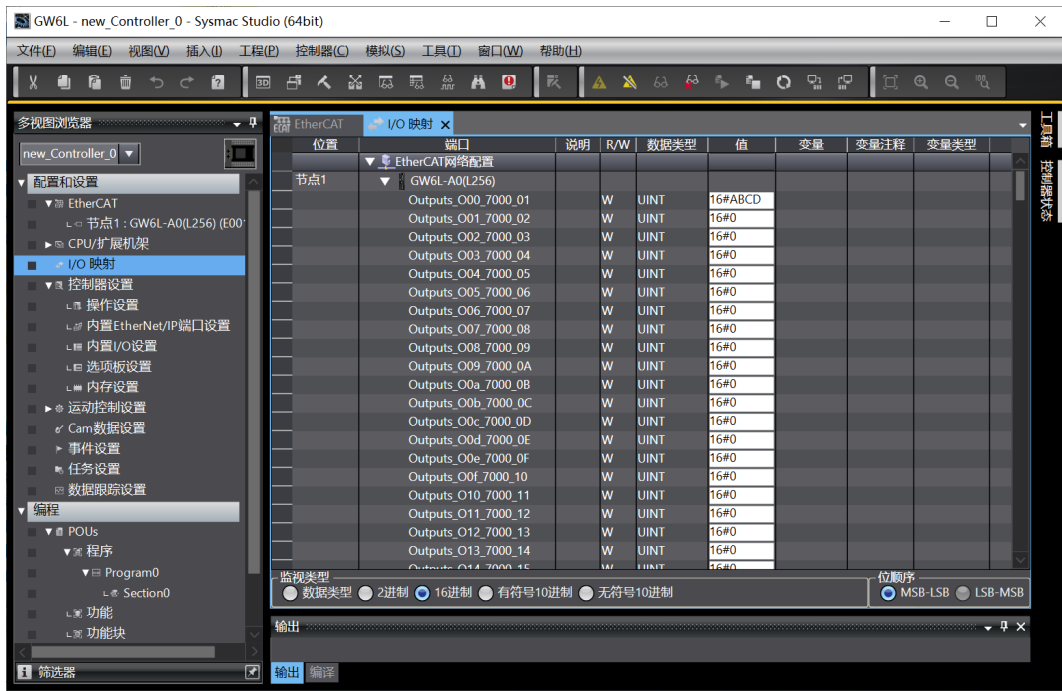 GW6L - new_Controller_0 - Sysmac Studio (64bit)
文件(F) 编辑(E) 视图(V) 插入(I) 工程(P) 控制器(C) 模拟(S) 工具(T) 窗口(W) 帮助(H)
多视图浏览器
new_Controller_0
配置和设置
EtherCAT
节点1 : GW6L-A0(L256) (E00
CPU/扩展机架
I/O 映射
控制器设置
操作设置
内置EtherNet/IP端口设置
内置I/O设置
选项板设置
内存设置
运动控制设置
Cam数据设置
事件设置
任务设置
数据跟踪设置
编程
POUs
程序
Program0
Section0
功能
功能块
筛选器
EtherCAT I/O 映射
位置 端口 说明 R/W 数据类型 值 变量 变量注释 变量类型
EtherCAT网络配置
节点1 GW6L-A0(L256)
Outputs_O00_7000_01 W UINT 16#ABCD
Outputs_O01_7000_02 W UINT 16#0
Outputs_O02_7000_03 W UINT 16#0
Outputs_O03_7000_04 W UINT 16#0
Outputs_O04_7000_05 W UINT 16#0
Outputs_O05_7000_06 W UINT 16#0
Outputs_O06_7000_07 W UINT 16#0
Outputs_O07_7000_08 W UINT 16#0
Outputs_O08_7000_09 W UINT 16#0
Outputs_O09_7000_0A W UINT 16#0
Outputs_O0a_7000_0B W UINT 16#0
Outputs_O0b_7000_0C W UINT 16#0
Outputs_O0c_7000_0D W UINT 16#0
Outputs_O0d_7000_0E W UINT 16#0
Outputs_O0e_7000_0F W UINT 16#0
Outputs_O0f_7000_10 W UINT 16#0
Outputs_O10_7000_11 W UINT 16#0
Outputs_O11_7000_12 W UINT 16#0
Outputs_O12_7000_13 W UINT 16#0
Outputs_O13_7000_14 W UINT 16#0
Outputs_O14_7000_15 W UINT 16#0
监视类型
数据类型 2进制 16进制 有符号10进制 无符号10进制
位顺序
MSB-LSB LSB-MSB
输出
输出 编译
工具箱
控制器状态